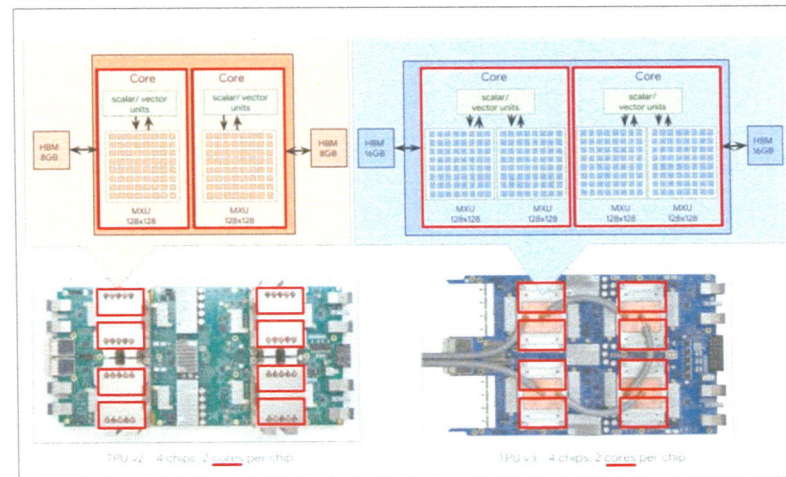 Core
Core
scalar/ vector
units
scalar/ vector
units
HBM
8GB
HBM
8GB
MXU
128x128
MXU
128x128
Core
Core
scalar/
vector units
scalar/
vector units
HBM
16GB
HBM
16GB
MXU
128x128
MXU
128x128
MXU
128x128
MXU
128x128
TPU v2 - 4 chips, 2 cores per chip
TPU v3 - 4 chips, 2 cores per chip